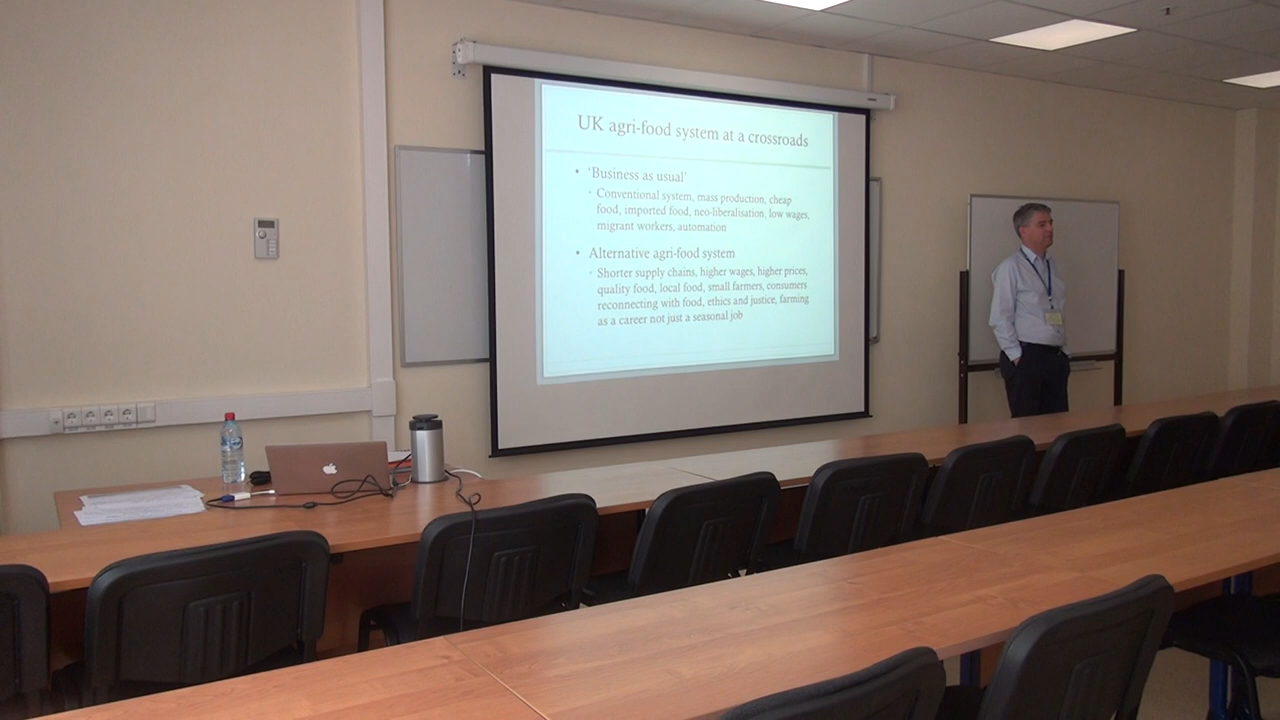 UK agri-food system at a crossroads
• 'Business as usual'
◦ Conventional system, mass production, cheap
food, imported food, neo-liberalisation, low wages,
migrant workers, automation
• Alternative agri-food system
◦ Shorter supply chains, higher wages, higher prices,
quality food, local food, small farmers, consumers
reconnecting with food, ethics and justice, farming
as a career not just a seasonal job